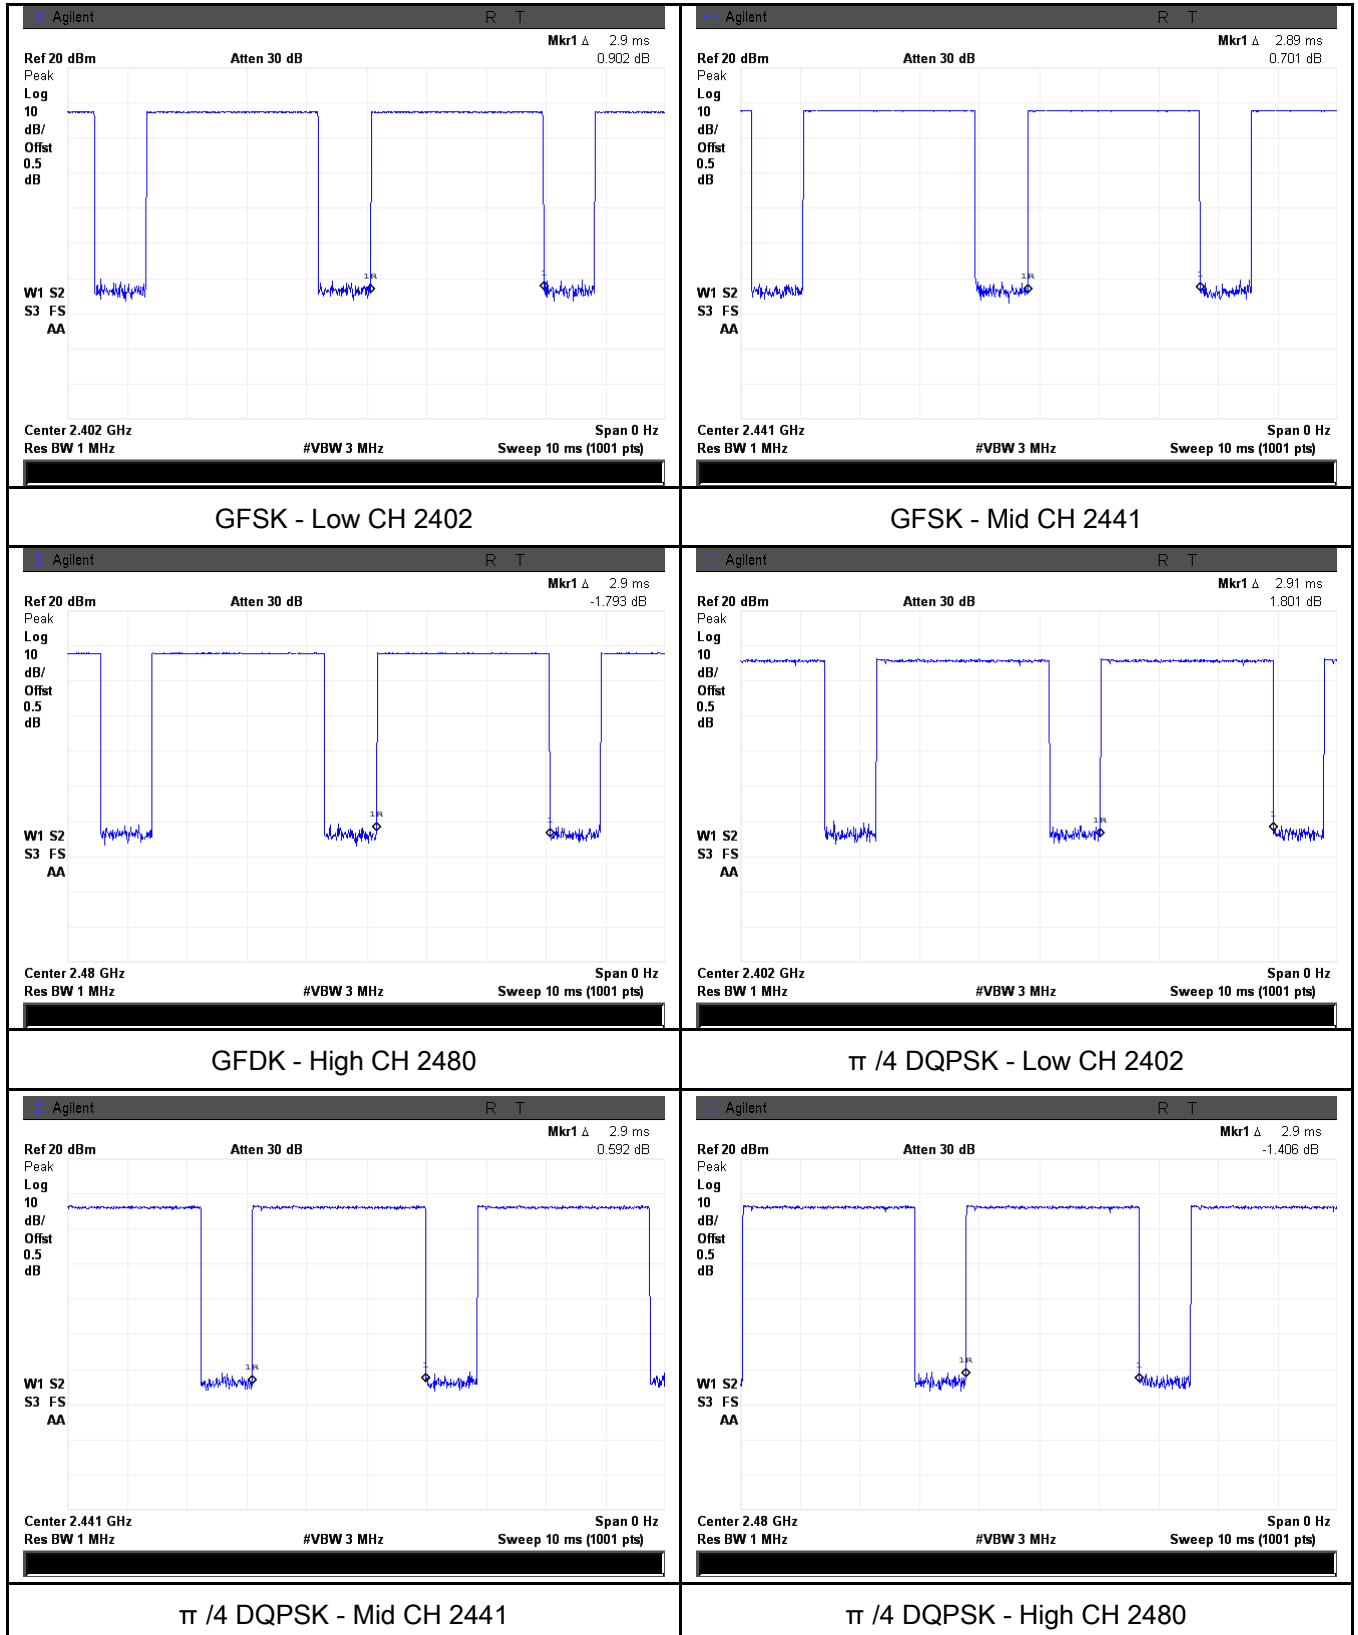 Agilent R T
Mkr1 Δ 2.9 ms
Ref 20 dBm Atten 30 dB 0.902 dB
Peak
Log
10
dB/
Offst
0.5
dB
1R
1
W1 S2
S3 FS
AA
Center 2.402 GHz Span 0 Hz
Res BW 1 MHz #VBW 3 MHz Sweep 10 ms (1001 pts)
GFSK - Low CH 2402
Agilent R T
Mkr1 Δ 2.89 ms
Ref 20 dBm Atten 30 dB 0.701 dB
Peak
Log
10
dB/
Offst
0.5
dB
1R
1
W1 S2
S3 FS
AA
Center 2.441 GHz Span 0 Hz
Res BW 1 MHz #VBW 3 MHz Sweep 10 ms (1001 pts)
GFSK - Mid CH 2441
Agilent R T
Mkr1 Δ 2.9 ms
Ref 20 dBm Atten 30 dB -1.793 dB
Peak
Log
10
dB/
Offst
0.5
dB
1R
1
W1 S2
S3 FS
AA
Center 2.48 GHz Span 0 Hz
Res BW 1 MHz #VBW 3 MHz Sweep 10 ms (1001 pts)
GFDK - High CH 2480
Agilent R T
Mkr1 Δ 2.91 ms
Ref 20 dBm Atten 30 dB 1.801 dB
Peak
Log
10
dB/
Offst
0.5
dB
1R
1
W1 S2
S3 FS
AA
Center 2.402 GHz Span 0 Hz
Res BW 1 MHz #VBW 3 MHz Sweep 10 ms (1001 pts)
π /4 DQPSK - Low CH 2402
Agilent R T
Mkr1 Δ 2.9 ms
Ref 20 dBm Atten 30 dB 0.592 dB
Peak
Log
10
dB/
Offst
0.5
dB
1R
1
W1 S2
S3 FS
AA
Center 2.441 GHz Span 0 Hz
Res BW 1 MHz #VBW 3 MHz Sweep 10 ms (1001 pts)
π /4 DQPSK - Mid CH 2441
Agilent R T
Mkr1 Δ 2.9 ms
Ref 20 dBm Atten 30 dB -1.406 dB
Peak
Log
10
dB/
Offst
0.5
dB
1R
1
W1 S2
S3 FS
AA
Center 2.48 GHz Span 0 Hz
Res BW 1 MHz #VBW 3 MHz Sweep 10 ms (1001 pts)
π /4 DQPSK - High CH 2480